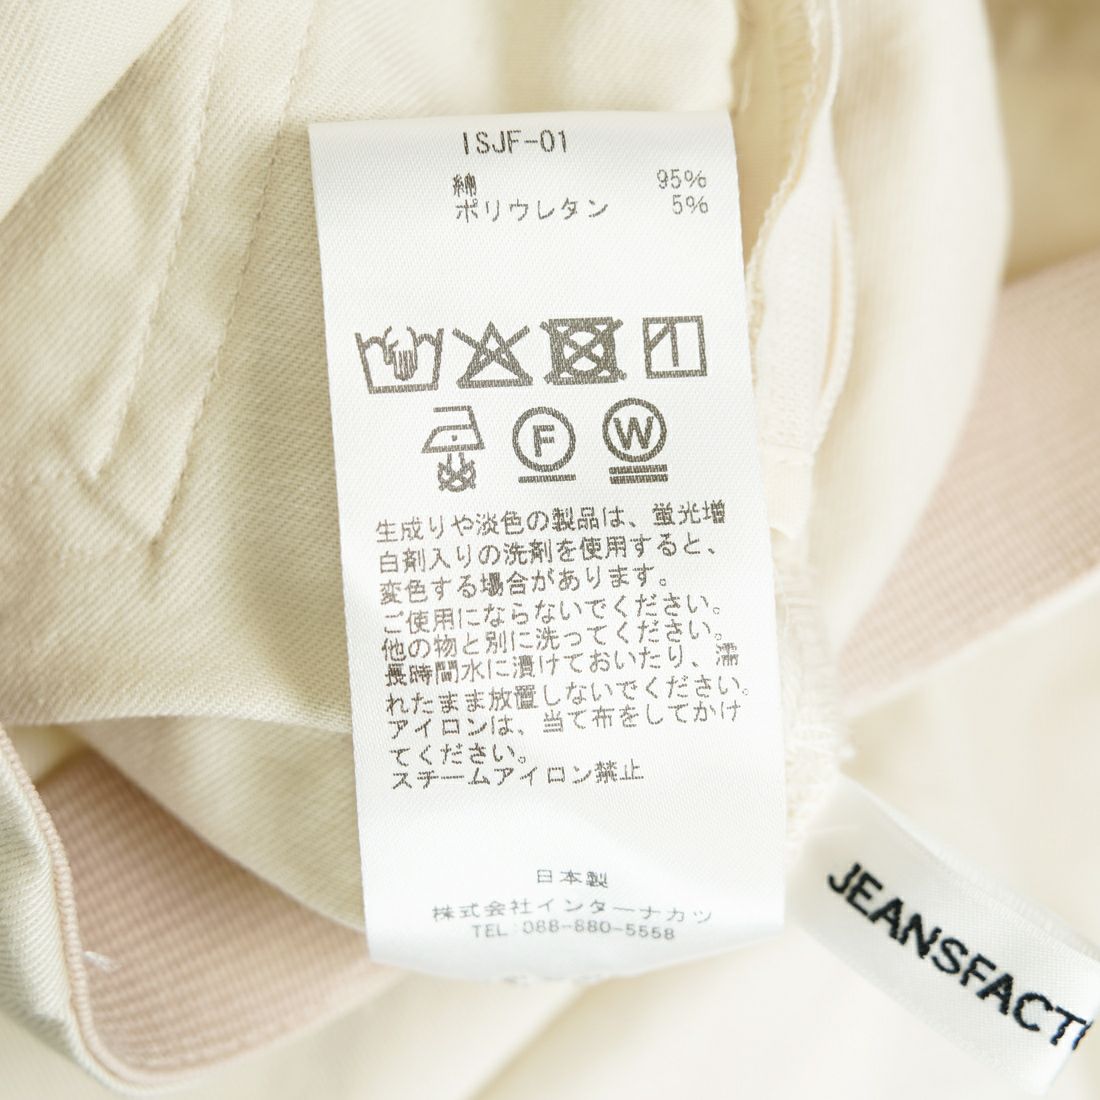 ISJF-01
綿 95%
ポリウレタン 5%
F W
生成りや淡色の製品は、蛍光増
白剤入りの洗剤を使用すると、
変色する場合があります。
ご使用にならないでください。
他の物と別に洗ってください。
長時間水に漬けておいたり、濡
れたまま放置しないでください。
アイロンは、当て布をしてかけ
てください。
スチームアイロン禁止
日本製
株式会社インターナカツ
TEL:088-880-5558
JEANSFACT